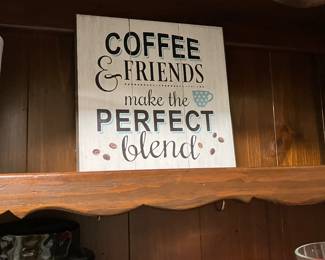 COFFEE
& FRIENDS
make the
PERFECT
blend